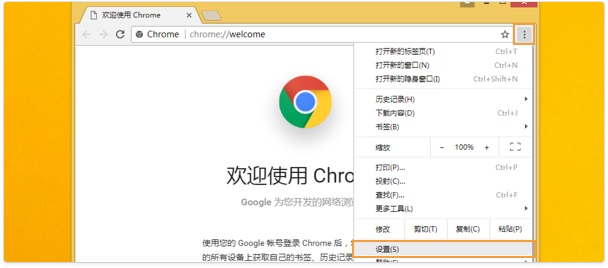 欢迎使用 Chrome
Chrome | chrome://welcome
打开新的标签页(T) Ctrl+T
打开新的窗口(N) Ctrl+N
打开新的隐身窗口(I) Ctrl+Shift+N
历史记录(H)
下载内容(D) Ctrl+J
书签(B)
缩放 - 100% +
打印(P)... Ctrl+P
投射(C)...
查找(F)... Ctrl+F
更多工具(L)
修改 剪切(T) 复制(C) 粘贴(P)
设置(S)
欢迎使用 Chro
Google 为您开发的网络浏
使用您的 Google 帐号登录 Chrome 后，
的所有设备上获取自己的书签、历史记录